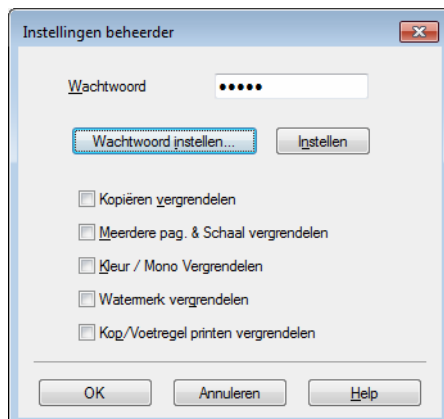 Instellingen beheerder
Wachtwoord •••••
Wachtwoord instellen... Instellen
Kopiëren vergrendelen
Meerdere pag. & Schaal vergrendelen
Kleur / Mono Vergrendelen
Watermerk vergrendelen
Kop/Voetregel printen vergrendelen
OK Annuleren Help